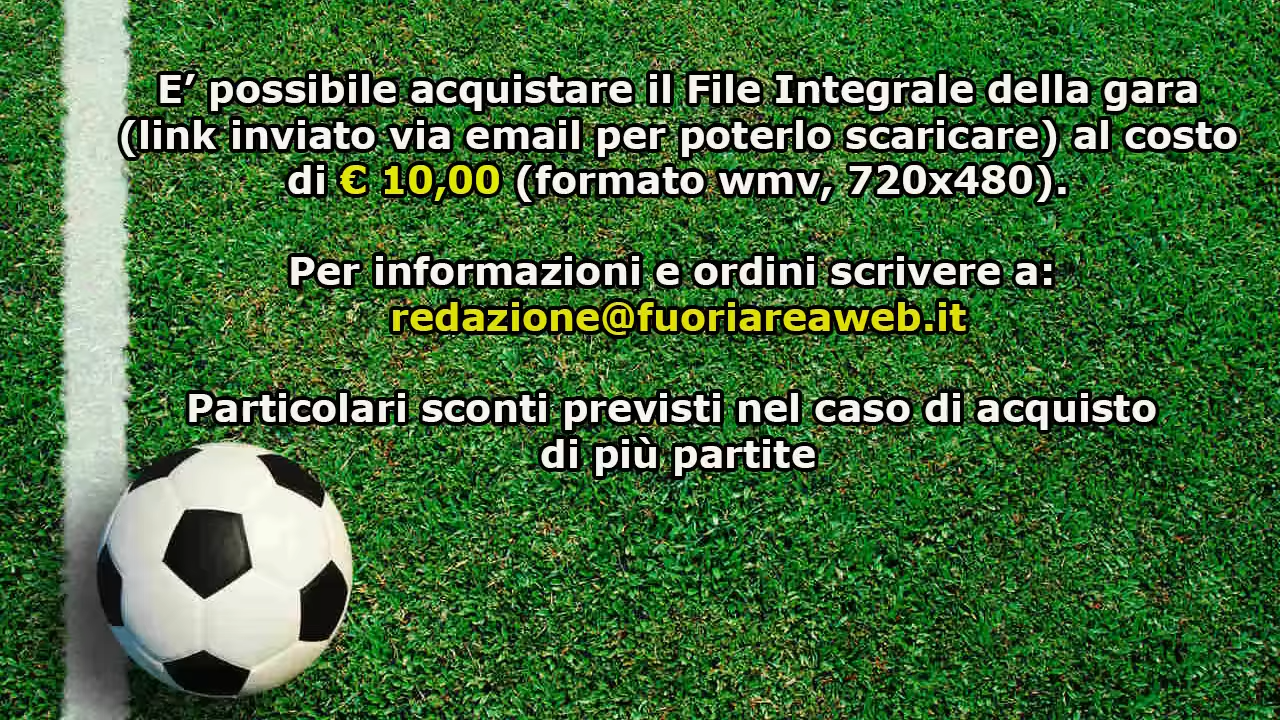 E’ possibile acquistare il File Integrale della gara
(link inviato via email per poterlo scaricare) al costo
di € 10,00 (formato wmv, 720x480).
Per informazioni e ordini scrivere a:
redazione@fuoriareaweb.it
Particolari sconti previsti nel caso di acquisto
di più partite